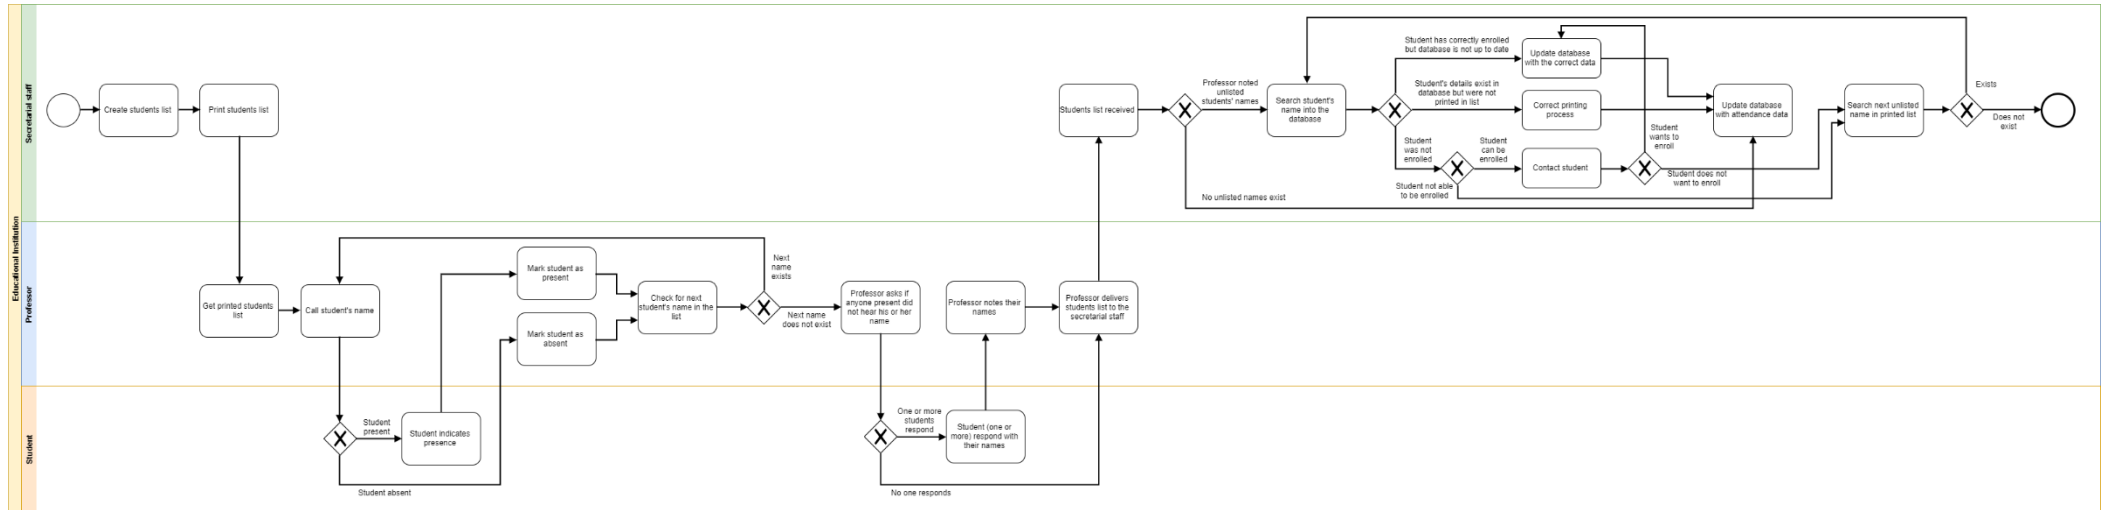 Educational Institution
Secretarial staff
Create students list
Print students list
Students list received
Professor noted
unlisted
students' names
No unlisted names exist
Search student's
name into the
database
Student has correctly enrolled
but database is not up to date
Student's details exist in
database but were not
printed in list
Student
was not
enrolled
Student not able
to be enrolled
Student
can be
enrolled
Update database
with the correct data
Correct printing
process
Contact student
Student
wants to
enroll
Student does not
want to enroll
Update database
with attendance data
Search next unlisted
name in printed list
Exists
Does not
exist
Professor
Get printed students
list
Call student's name
Mark student as
present
Mark student as
absent
Check for next
student's name in the
list
Next
name
exists
Next name
does not exist
Professor asks if
anyone present did
not hear his or her
name
Professor notes their
names
Professor delivers
students list to the
secretarial staff
Student
Student
present
Student indicates
presence
Student absent
One or more
students
respond
Student (one or
more) respond with
their names
No one responds